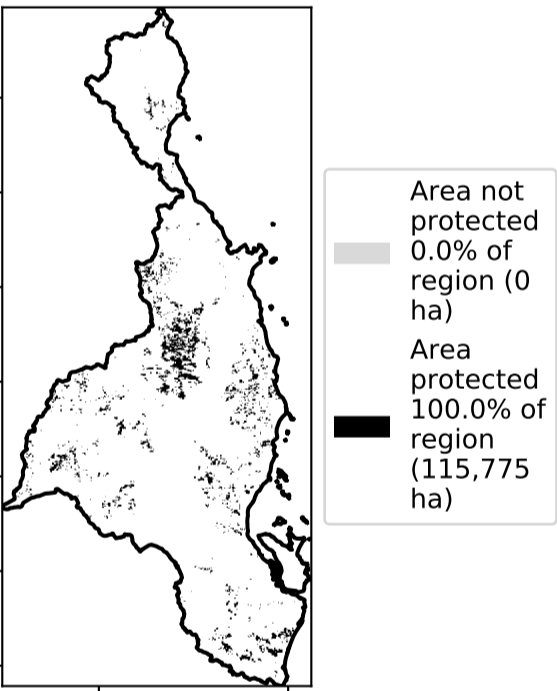 Area not
protected
0.0% of
region (0
ha)
Area
protected
100.0% of
region
(115,775
ha)